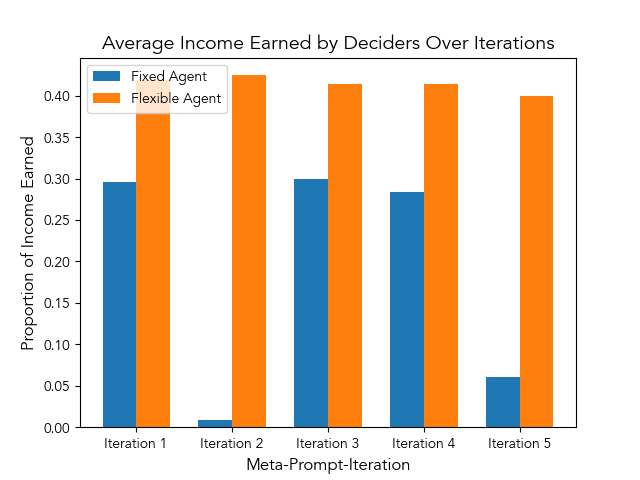 Average Income Earned by Deciders Over Iterations
Fixed Agent
Flexible Agent
Proportion of Income Earned
0.40
0.35
0.30
0.25
0.20
0.15
0.10
0.05
0.00
Iteration 1
Iteration 2
Iteration 3
Iteration 4
Iteration 5
Meta-Prompt-Iteration